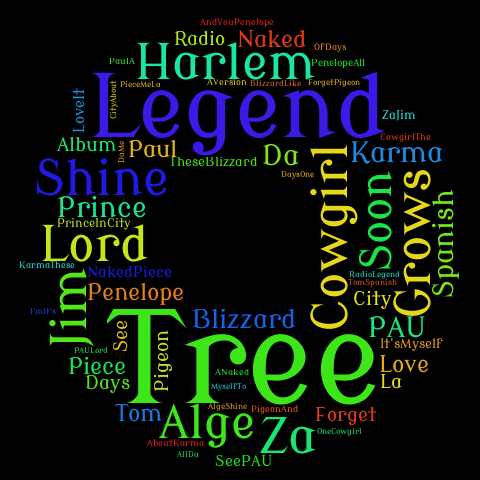 AndYouPenelope
Radio Naked
OfDays
Harlem
PaulA PenelopeAll
CityAbout PieceMeLa AVersion BlizzardLike ForgetPigeon
Legend
LoveIt
ZaJim
Album DaMe Paul Da Karma CowgirlThe
TheseBlizzard
Shine DaysOne
Cowgirl Soon Grows Spanish
Prince
PrinceInCity
Lord
KarmaThese NakedPiece
RadioLegend
TomSpanish
Jim Penelope City
I'mIt's
Tree
Blizzard PAU
See Pigeon
PAULord It'sMyself
Piece Love
ANaked
Days MyselfTo La
Tom Alge AlgeShine PigeonAnd Forget
Za
OneCowgirl
AboutKarma
AllDa
SeePAU